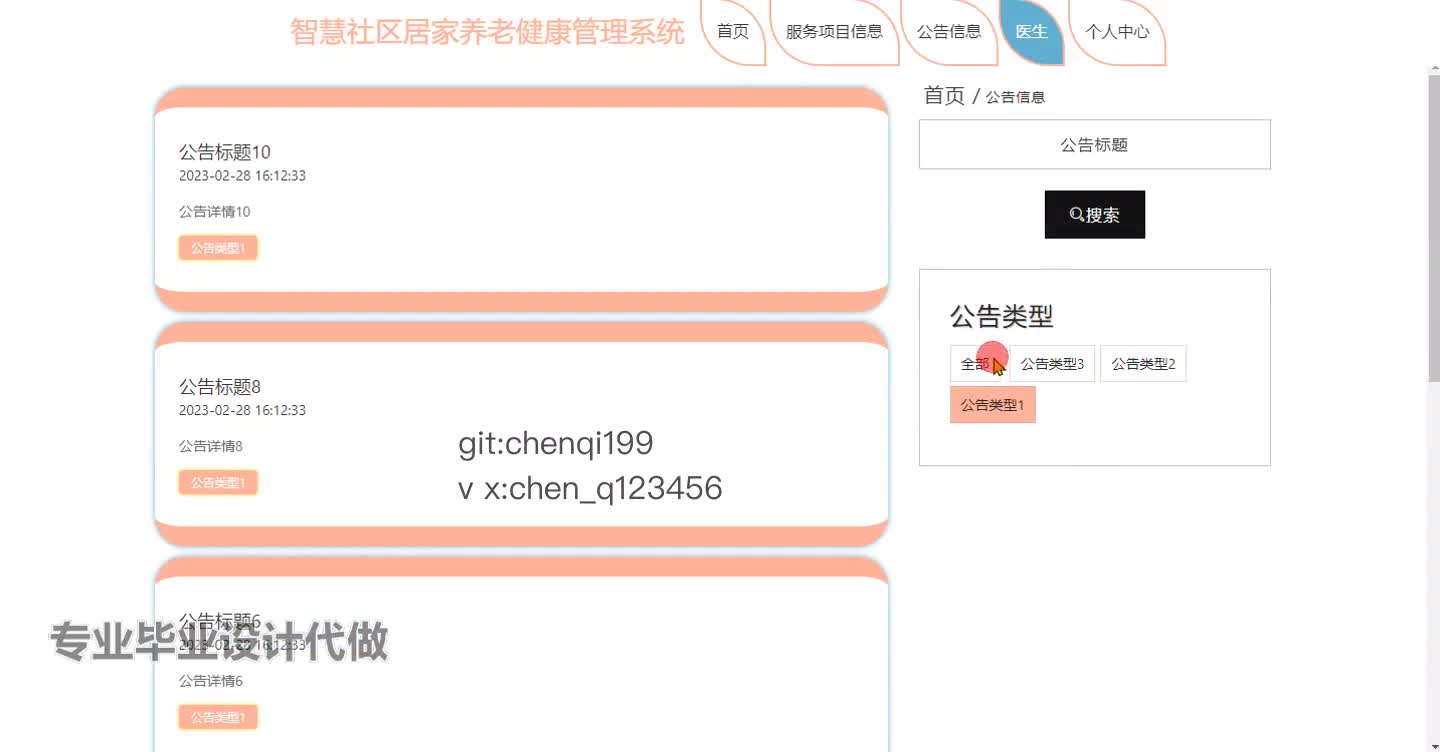 智慧社区居家养老健康管理系统
首页
服务项目信息
公告信息
医生
个人中心
首页 / 公告信息
公告标题
搜索
公告类型
全部
公告类型3
公告类型2
公告类型1
公告标题10
2023-02-28 16:12:33
公告详情10
公告类型1
公告标题8
2023-02-28 16:12:33
公告详情8
公告类型1
git:chenqi199
v x:chen_q123456
公告标题6
2023-02-28 16:12:33
专业毕业设计代做
公告详情6
公告类型1